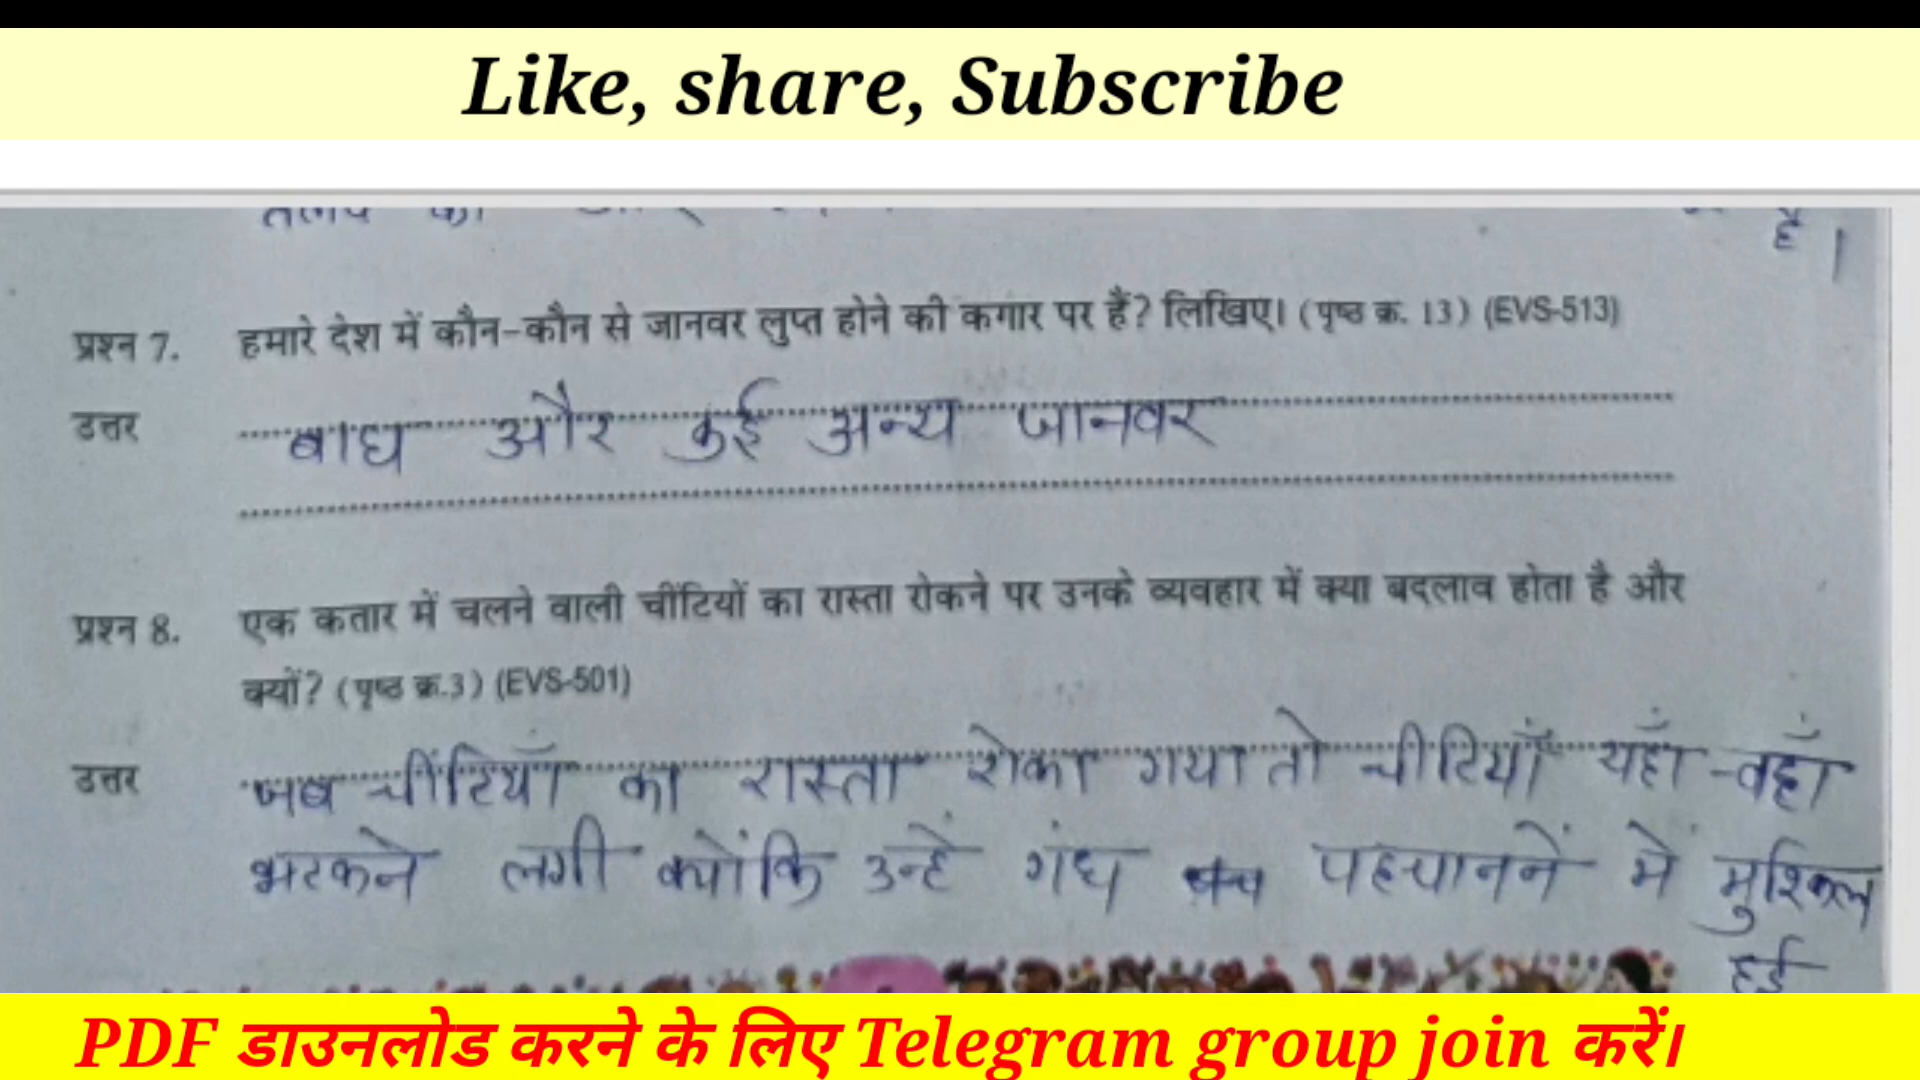 Like, share, Subscribe
है।
प्रश्न 7. हमारे देश में कौन-कौन से जानवर लुप्त होने की कगार पर हैं? लिखिए। (पृष्ठ क्र. 13) (EVS-513)
उत्तर बाघ और कई अन्य जानवर
प्रश्न 8. एक कतार में चलने वाली चींटियों का रास्ता रोकने पर उनके व्यवहार में क्या बदलाव होता है और
क्यों? (पृष्ठ क्र.3) (EVS-501)
उत्तर जब चींटियाँ का रास्ता रोका गया तो चीटियाँ यहाँ-वहाँ
भटकने लगी क्योंकि उन्हें गंध पहचाननें में मुश्किल
हुई
PDF डाउनलोड करने के लिए Telegram group join करें।